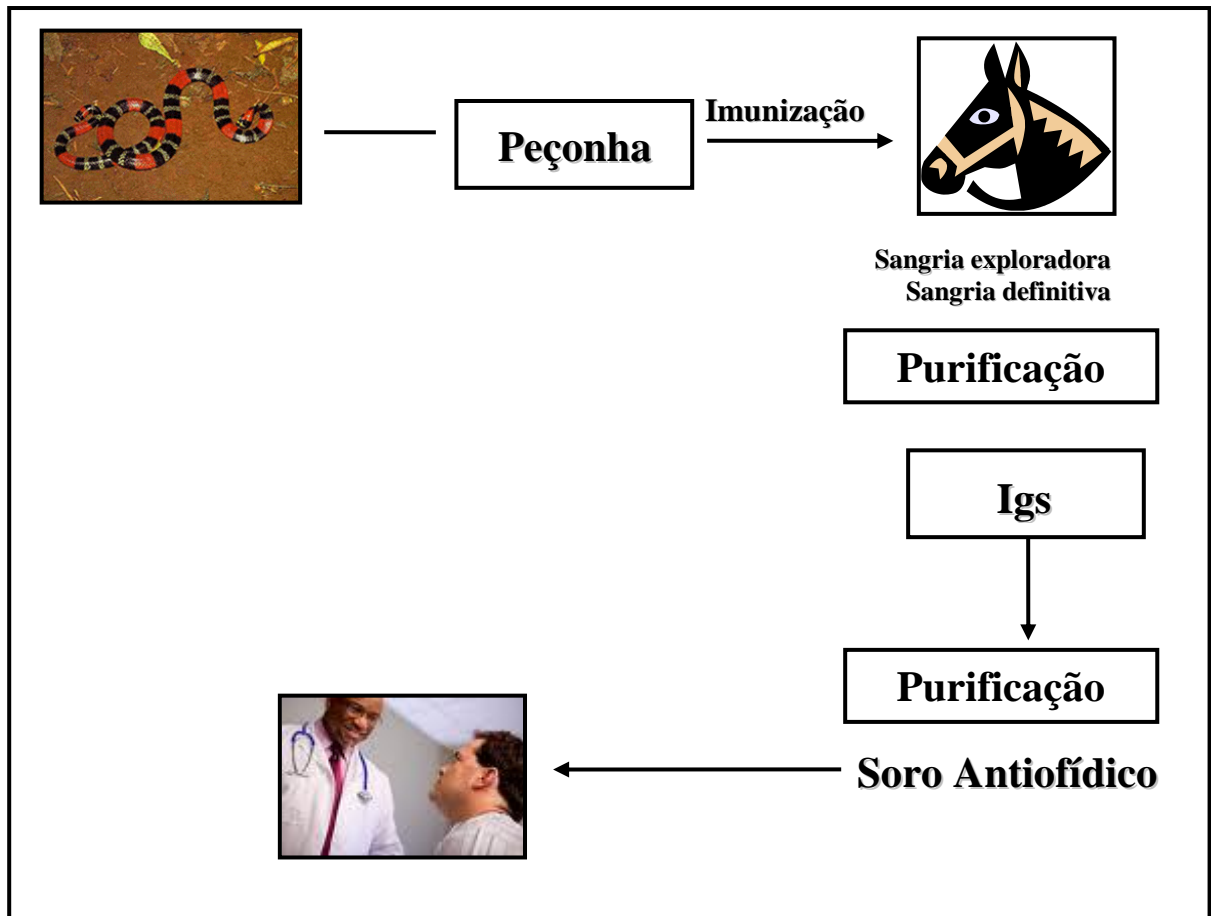 Peçonha
Imunização
Sangria exploradora
Sangria definitiva
Purificação
Igs
Purificação
Soro Antiofídico